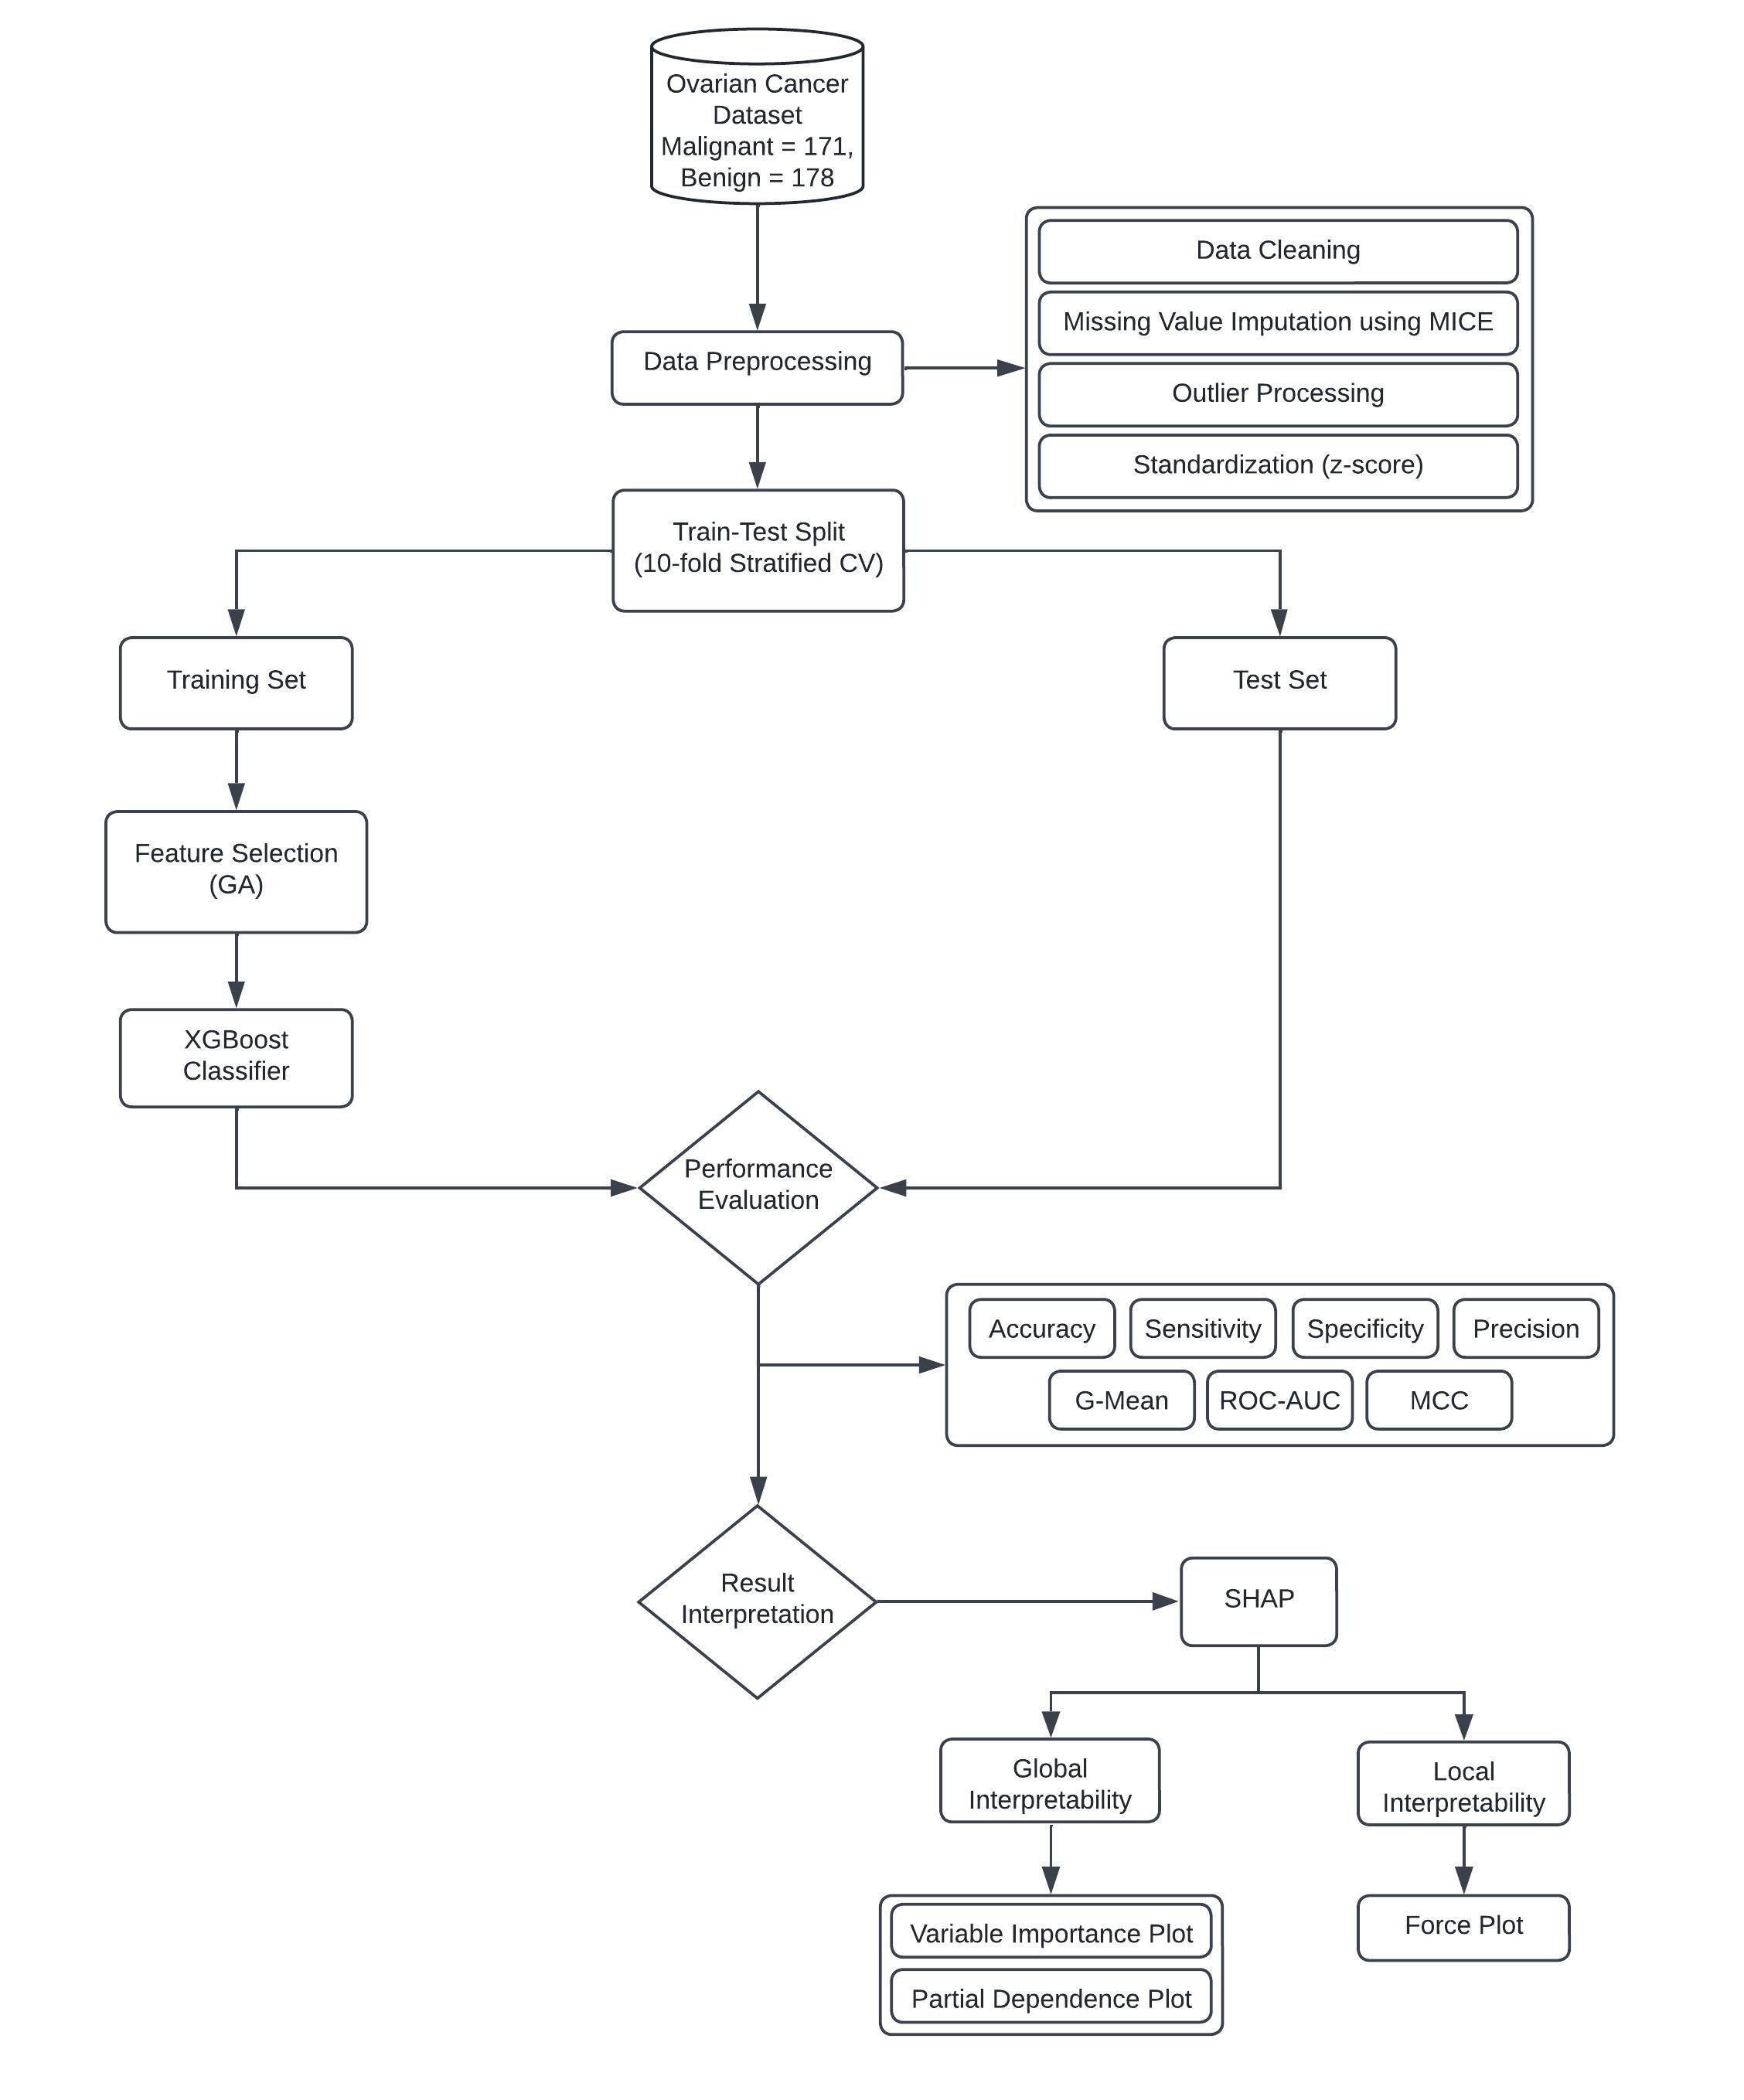 Ovarian Cancer
Dataset
Malignant = 171,
Benign = 178
Data Preprocessing
Data Cleaning
Missing Value Imputation using MICE
Outlier Processing
Standardization (z-score)
Train-Test Split
(10-fold Stratified CV)
Training Set
Test Set
Feature Selection
(GA)
XGBoost
Classifier
Performance
Evaluation
Accuracy
Sensitivity
Specificity
Precision
G-Mean
ROC-AUC
MCC
Result
Interpretation
SHAP
Global
Interpretability
Local
Interpretability
Variable Importance Plot
Partial Dependence Plot
Force Plot